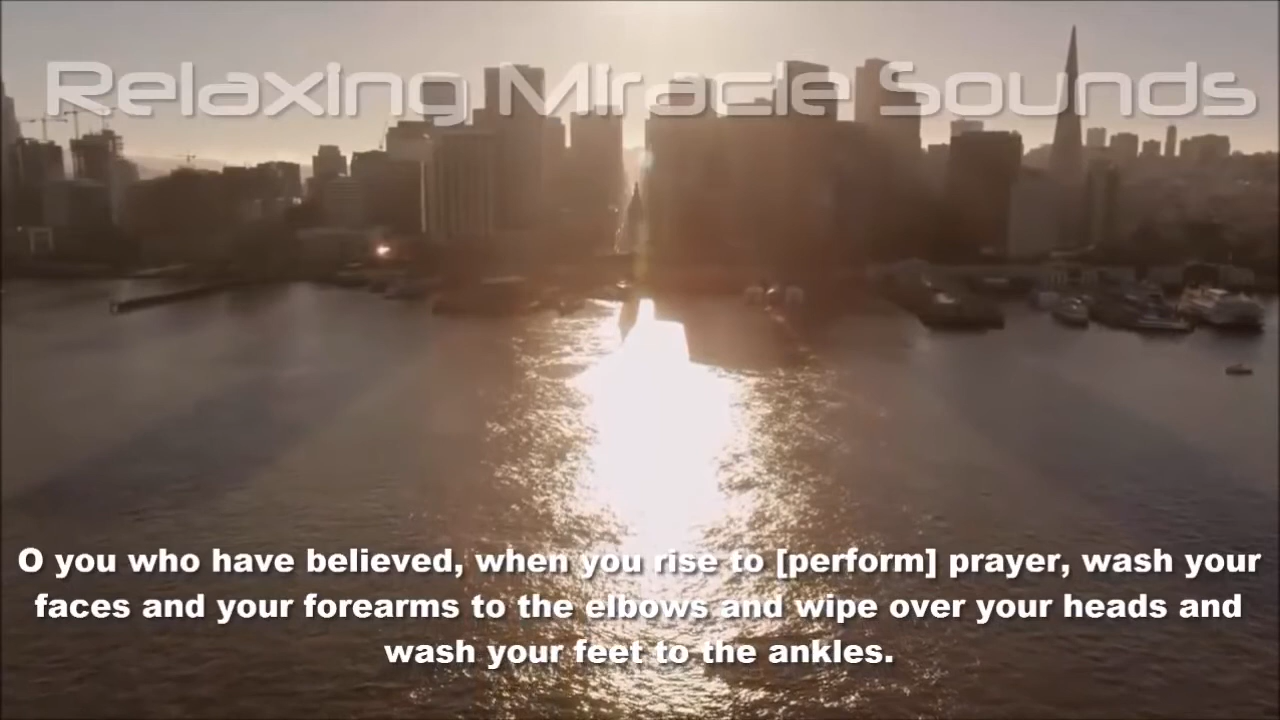 Relaxing Miracle Sounds
O you who have believed, when you rise to [perform] prayer, wash your
faces and your forearms to the elbows and wipe over your heads and
wash your feet to the ankles.